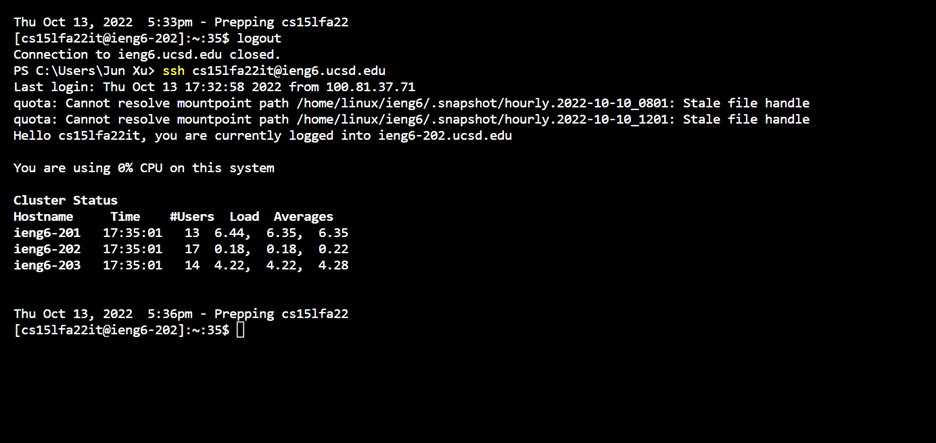 Thu Oct 13, 2022  5:33pm - Prepping cs15lfa22
[cs15lfa22it@ieng6-202]:~:35$ logout
Connection to ieng6.ucsd.edu closed.
PS C:\Users\Jun Xu> ssh cs15lfa22it@ieng6.ucsd.edu
Last login: Thu Oct 13 17:32:58 2022 from 100.81.37.71
quota: Cannot resolve mountpoint path /home/linux/ieng6/.snapshot/hourly.2022-10-10_0801: Stale file handle
quota: Cannot resolve mountpoint path /home/linux/ieng6/.snapshot/hourly.2022-10-10_1201: Stale file handle
Hello cs15lfa22it, you are currently logged into ieng6-202.ucsd.edu

You are using 0% CPU on this system

Cluster Status
Hostname     Time    #Users  Load  Averages
ieng6-201   17:35:01   13  6.44,  6.35,  6.35
ieng6-202   17:35:01   17  0.18,  0.18,  0.22
ieng6-203   17:35:01   14  4.22,  4.22,  4.28

Thu Oct 13, 2022  5:36pm - Prepping cs15lfa22
[cs15lfa22it@ieng6-202]:~:35$